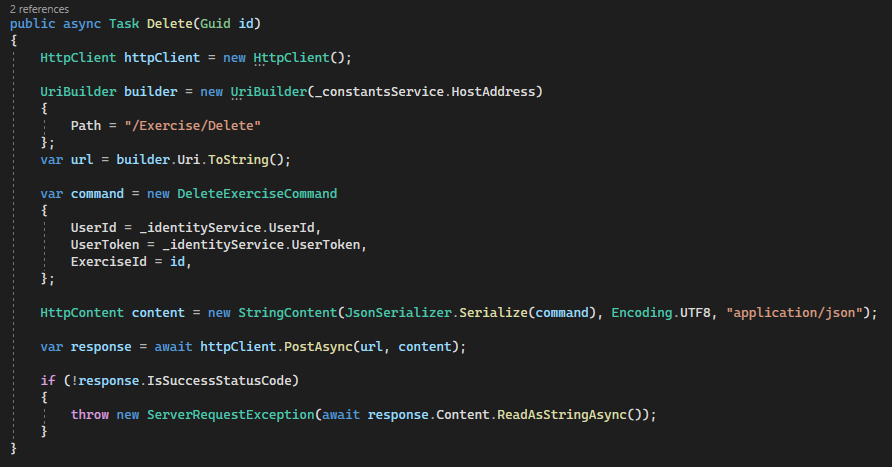 2 references
public async Task Delete(Guid id)
{
    HttpClient httpClient = new HttpClient();
    UriBuilder builder = new UriBuilder(_constantsService.HostAddress)
    {
        Path = "/Exercise/Delete"
    };
    var url = builder.Uri.ToString();
    var command = new DeleteExerciseCommand
    {
        UserId = _identityService.UserId,
        UserToken = _identityService.UserToken,
        ExerciseId = id,
    };
    HttpContent content = new StringContent(JsonSerializer.Serialize(command), Encoding.UTF8, "application/json");
    var response = await httpClient.PostAsync(url, content);
    if (!response.IsSuccessStatusCode)
    {
        throw new ServerRequestException(await response.Content.ReadAsStringAsync());
    }
}